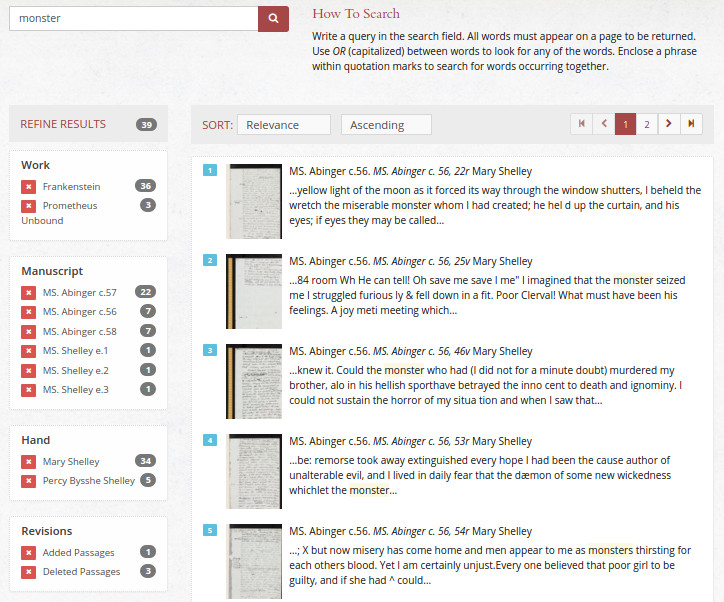 monster
How To Search
Write a query in the search field. All words must appear on a page to be returned.
Use OR (capitalized) between words to look for any of the words. Enclose a phrase
within quotation marks to search for words occurring together.
REFINE RESULTS 39
SORT: Relevance Ascending 1 2
Work
Frankenstein 36
Prometheus 3
Unbound
Manuscript
MS. Abinger c.57 22
MS. Abinger c.56 7
MS. Abinger c.58 7
MS. Shelley e.1 1
MS. Shelley e.2 1
MS. Shelley e.3 1
Hand
Mary Shelley 34
Percy Bysshe Shelley 5
Revisions
Added Passages 1
Deleted Passages 3
1 MS. Abinger c.56. MS. Abinger c. 56, 22r Mary Shelley
...yellow light of the moon as it forced its way through the window shutters, I beheld the
wretch the miserable monster whom I had created; he hel d up the curtain, and his
eyes; if eyes they may be called...
2 MS. Abinger c.56. MS. Abinger c. 56, 25v Mary Shelley
...84 room Wh He can tell! Oh save me save I me" I imagined that the monster seized
me I struggled furious ly & fell down in a fit. Poor Clerval! What must have been his
feelings. A joy meti meeting which...
3 MS. Abinger c.56. MS. Abinger c. 56, 46v Mary Shelley
...knew it. Could the monster who had (I did not for a minute doubt) murdered my
brother, alo in his hellish sporthave betrayed the inno cent to death and ignominy. I
could not sustain the horror of my situa tion and when I saw that...
4 MS. Abinger c.56. MS. Abinger c. 56, 53r Mary Shelley
...be: remorse took away extinguished every hope I had been the cause author of
unalterable evil, and I lived in daily fear that the dæmon of some new wickedness
whichlet the monster...
5 MS. Abinger c.56. MS. Abinger c. 56, 54r Mary Shelley
...; X but now misery has come home and men appear to me as monsters thirsting for
each others blood. Yet I am certainly unjust.Every one believed that poor girl to be
guilty, and if she had ^ could...